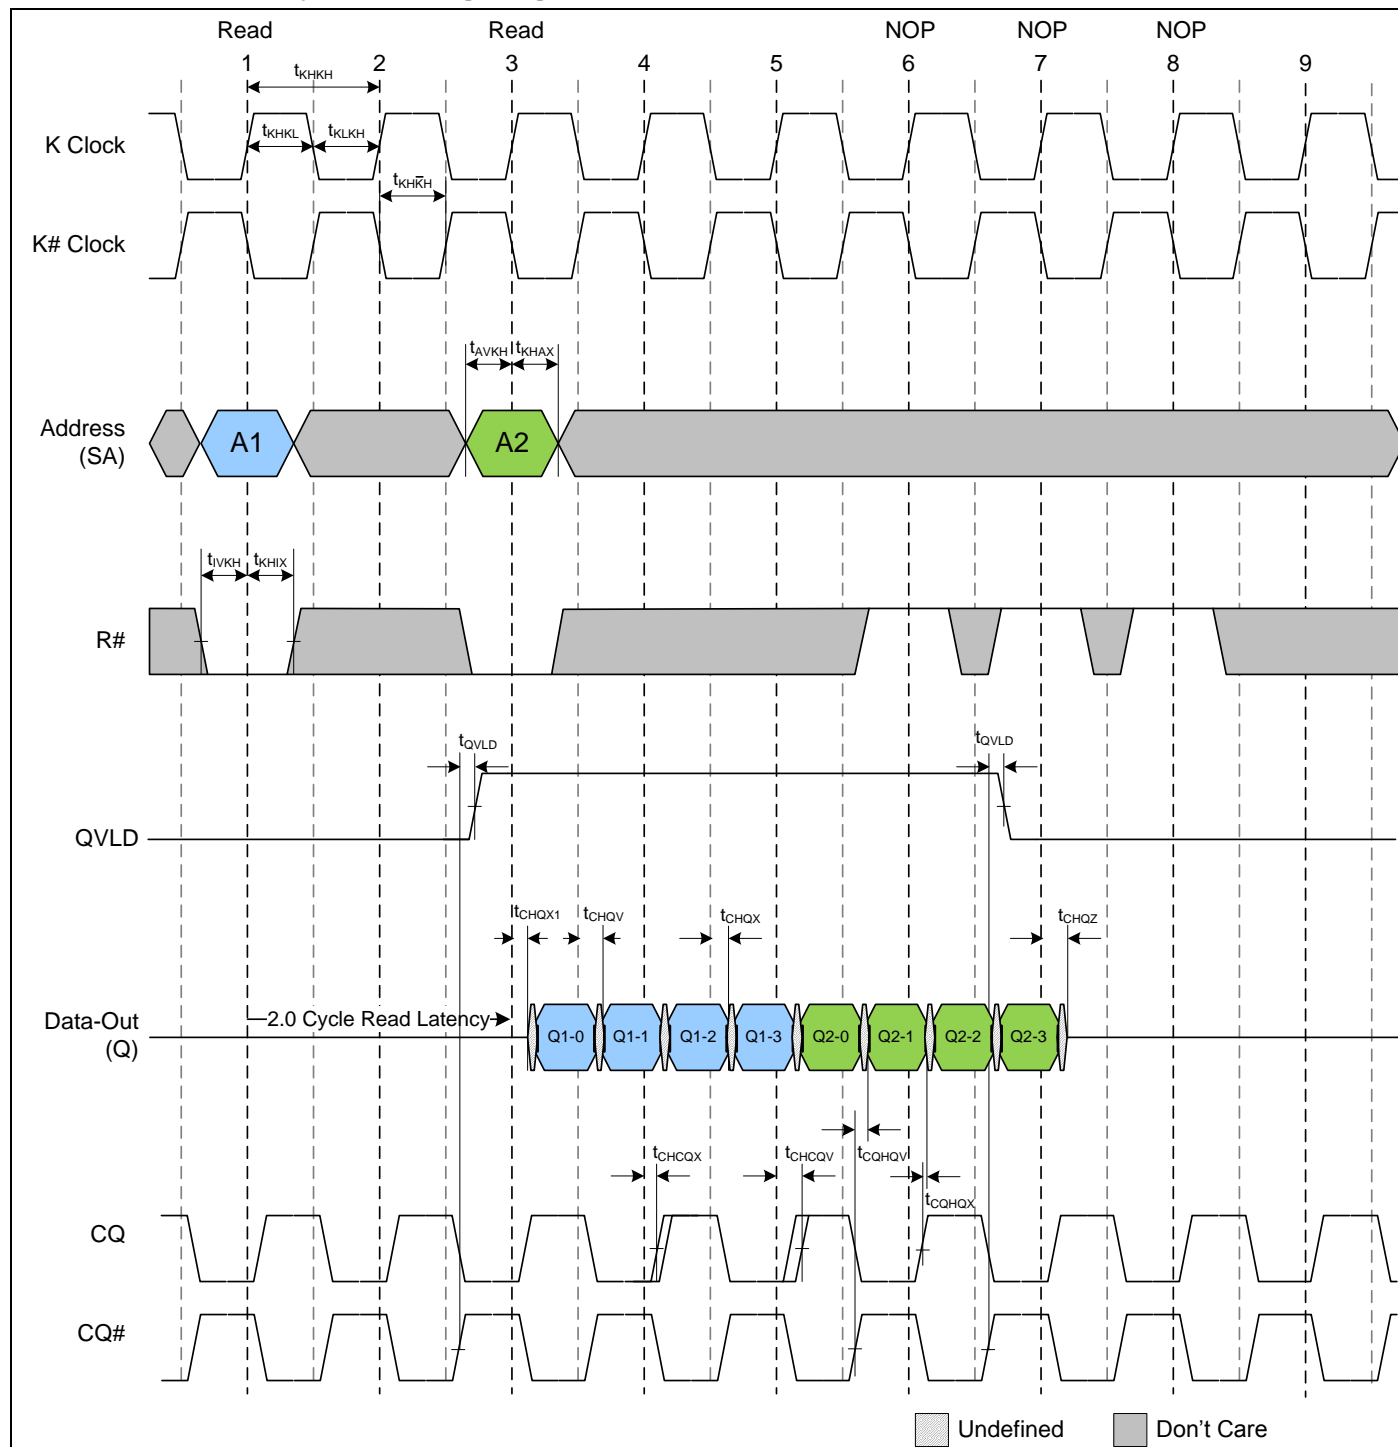 Read Read NOP NOP NOP
1 2 3 4 5 6 7 8 9
tKHKH
K Clock
tKHKL tKLKH
tKHK̄H
K# Clock
tAVKH tKHAX
Address
(SA)
A1 A2
tIVKH tKHIX
R#
tQVLD tQVLD
QVLD
tCHQX1 tCHQV tCHQX tCHQZ
Data-Out
(Q)
2.0 Cycle Read Latency
Q1-0 Q1-1 Q1-2 Q1-3 Q2-0 Q2-1 Q2-2 Q2-3
tCHCQX tCHCQV tCQHQV
tCQHQX
CQ
CQ#
Undefined Don't Care